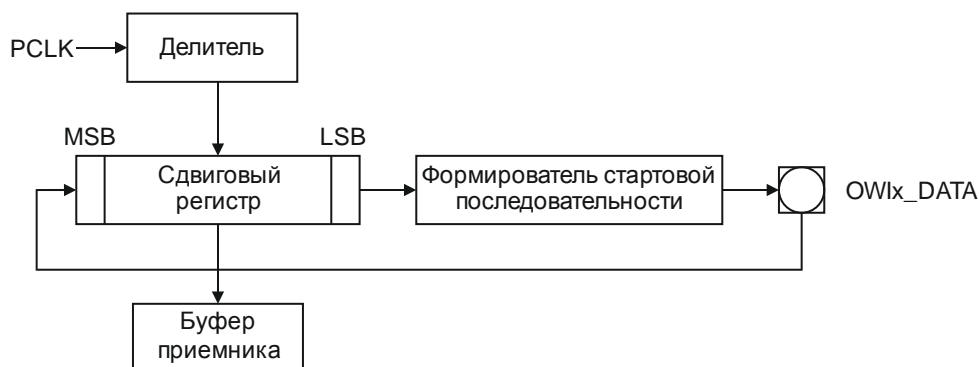 PCLK
Делитель
MSB
LSB
Сдвиговый
регистр
Формирователь стартовой
последовательности
OWIx_DATA
Буфер
приемника